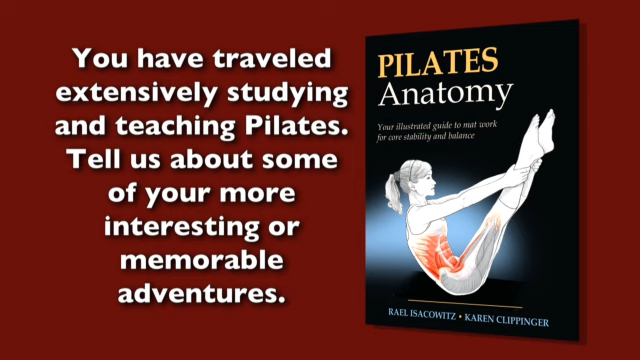 You have traveled
extensively studying
and teaching Pilates.
Tell us about some
of your more
interesting or
memorable
adventures.
PILATES
Anatomy
Your illustrated guide to mat work
for core stability and balance
RAEL ISACOWITZ • KAREN CLIPPINGER